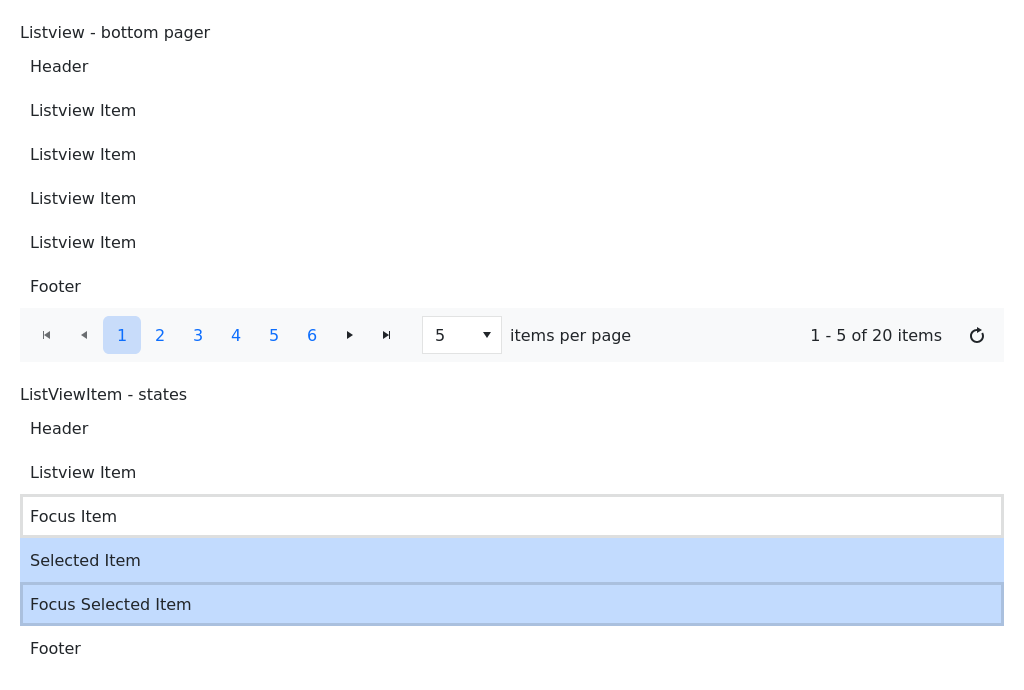 Listview - bottom pager
Header
Listview Item
Listview Item
Listview Item
Listview Item
Footer
1 2 3 4 5 6 5 items per page 1 - 5 of 20 items
ListViewItem - states
Header
Listview Item
Focus Item
Selected Item
Focus Selected Item
Footer